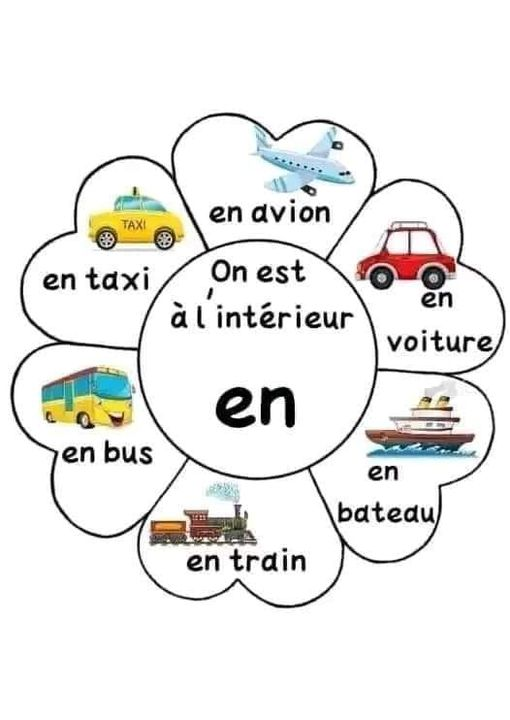 On est
à l'intérieur
en
en avion
en
voiture
en
bateau
en train
en bus
en taxi
TAXI